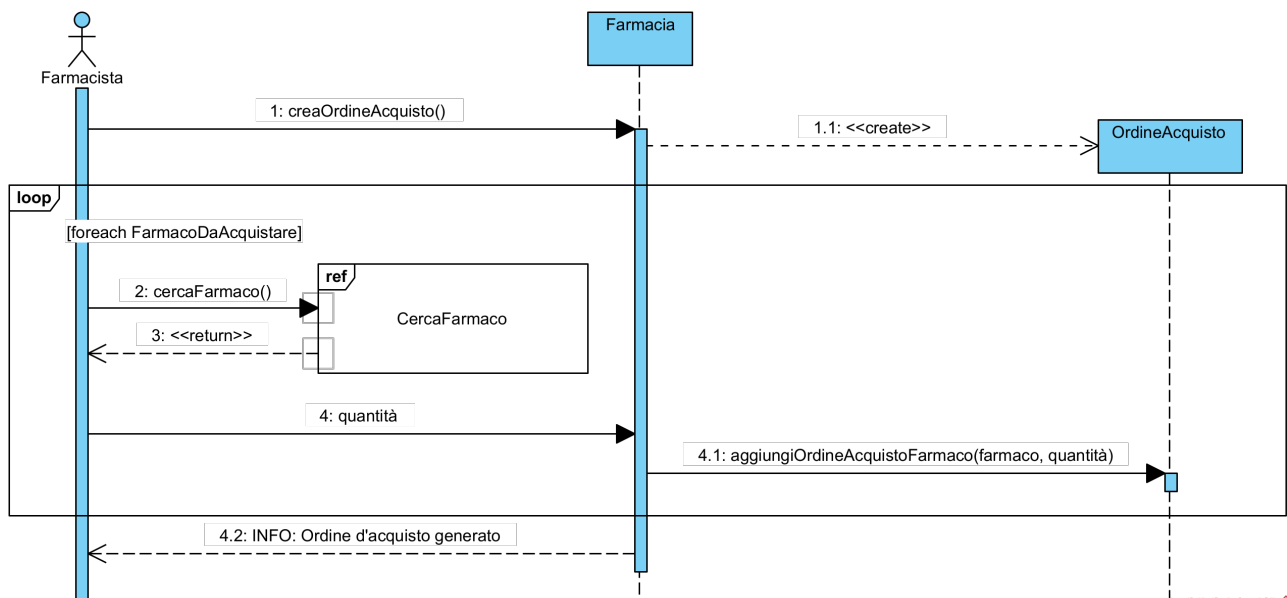 Farmacia
Farmacista
1: creaOrdineAcquisto()
1.1: <<create>>
OrdineAcquisto
loop
[foreach FarmacoDaAcquistare]
ref
2: cercaFarmaco()
CercaFarmaco
3: <<return>>
4: quantità
4.1: aggiungiOrdineAcquistoFarmaco(farmaco, quantità)
4.2: INFO: Ordine d'acquisto generato